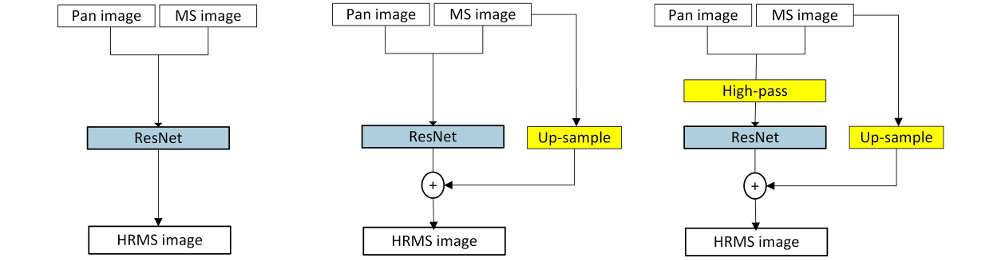 Pan image
MS image
ResNet
HRMS image
Pan image
MS image
ResNet
Up-sample
+
HRMS image
Pan image
MS image
High-pass
ResNet
Up-sample
+
HRMS image